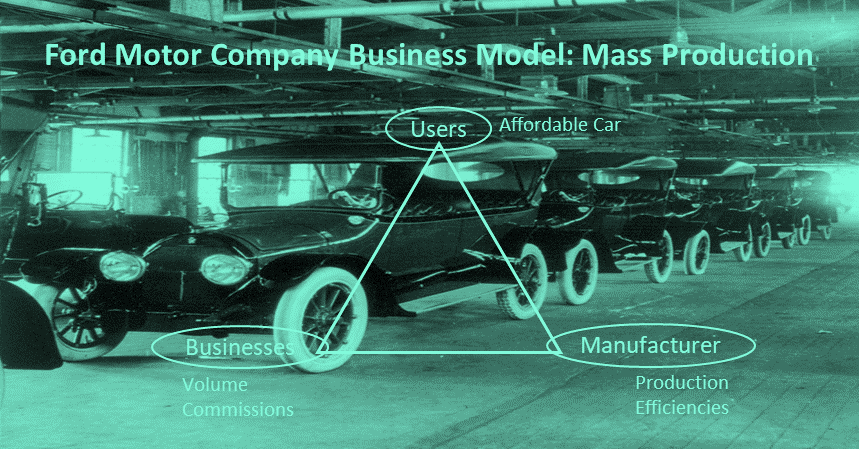 Ford Motor Company Business Model: Mass Production
Users
Affordable Car
Businesses
Manufacturer
Volume
Commissions
Production
Efficiencies